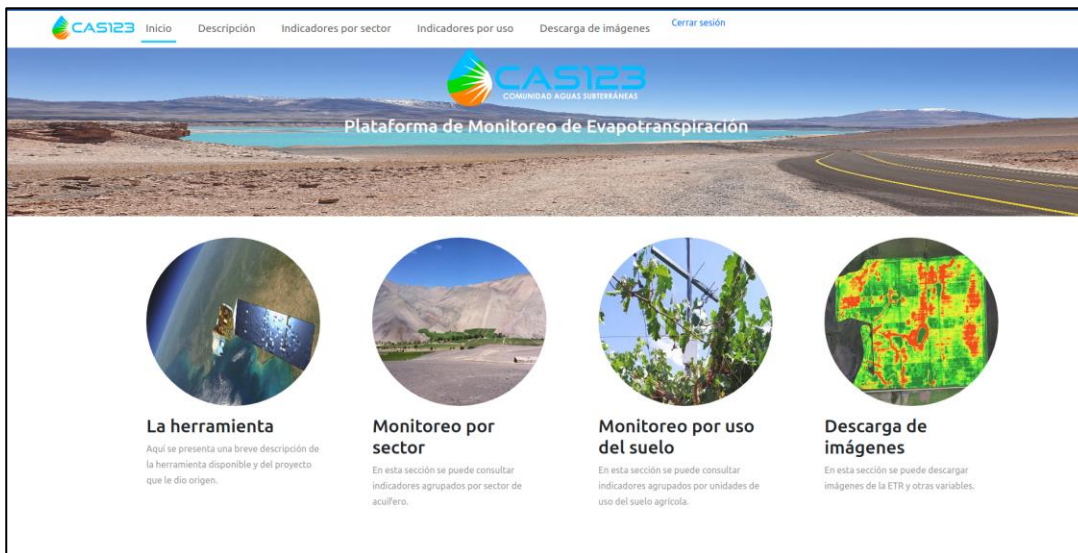 CAS123 Inicio Descripción Indicadores por sector Indicadores por uso Descarga de imágenes Cerrar sesión
CAS123
COMUNIDAD AGUAS SUBTERRÁNEAS
Plataforma de Monitoreo de Evapotranspiración
La herramienta
Aquí se presenta una breve descripción de
la herramienta disponible y del proyecto
que le dio origen.
Monitoreo por
sector
En esta sección se puede consultar
indicadores agrupados por sector de
acuífero.
Monitoreo por uso
del suelo
En esta sección se puede consultar
indicadores agrupados por unidades de
uso del suelo agrícola.
Descarga de
imágenes
En esta sección se puede descargar
imágenes de la ETR y otras variables.